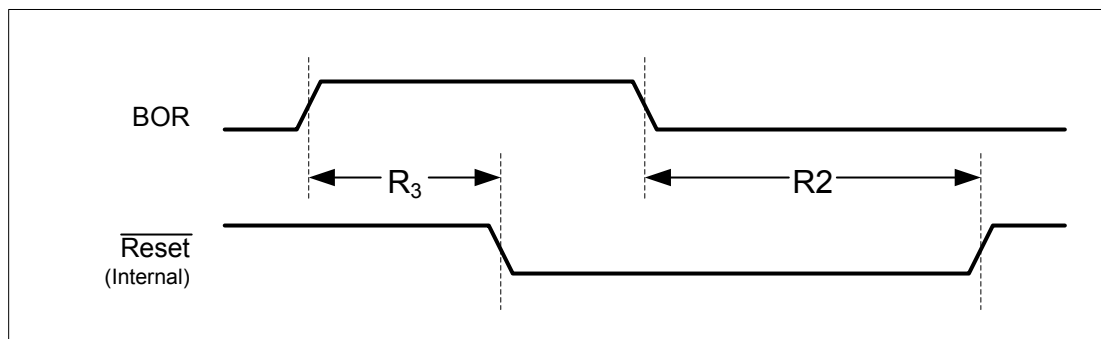 BOR
R₃
R2
Reset
(Internal)